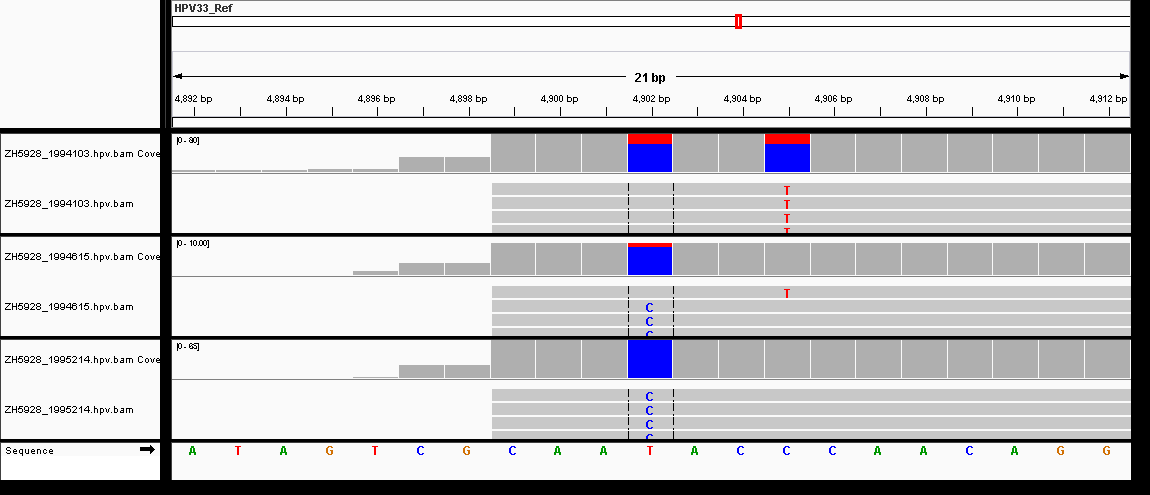 HPV33_Ref
21 bp
4,892 bp 4,894 bp 4,896 bp 4,898 bp 4,900 bp 4,902 bp 4,904 bp 4,906 bp 4,908 bp 4,910 bp 4,912 bp
[0 - 80]
ZH5928_1994103.hpv.bam Cove
ZH5928_1994103.hpv.bam
T
T
T
T
[0 - 10.00]
ZH5928_1994615.hpv.bam Cove
T
ZH5928_1994615.hpv.bam
C
C
C
[0 - 65]
ZH5928_1995214.hpv.bam Cove
C
ZH5928_1995214.hpv.bam
C
C
C
Sequence A T A G T C G C A A T A C C C A A C A G G